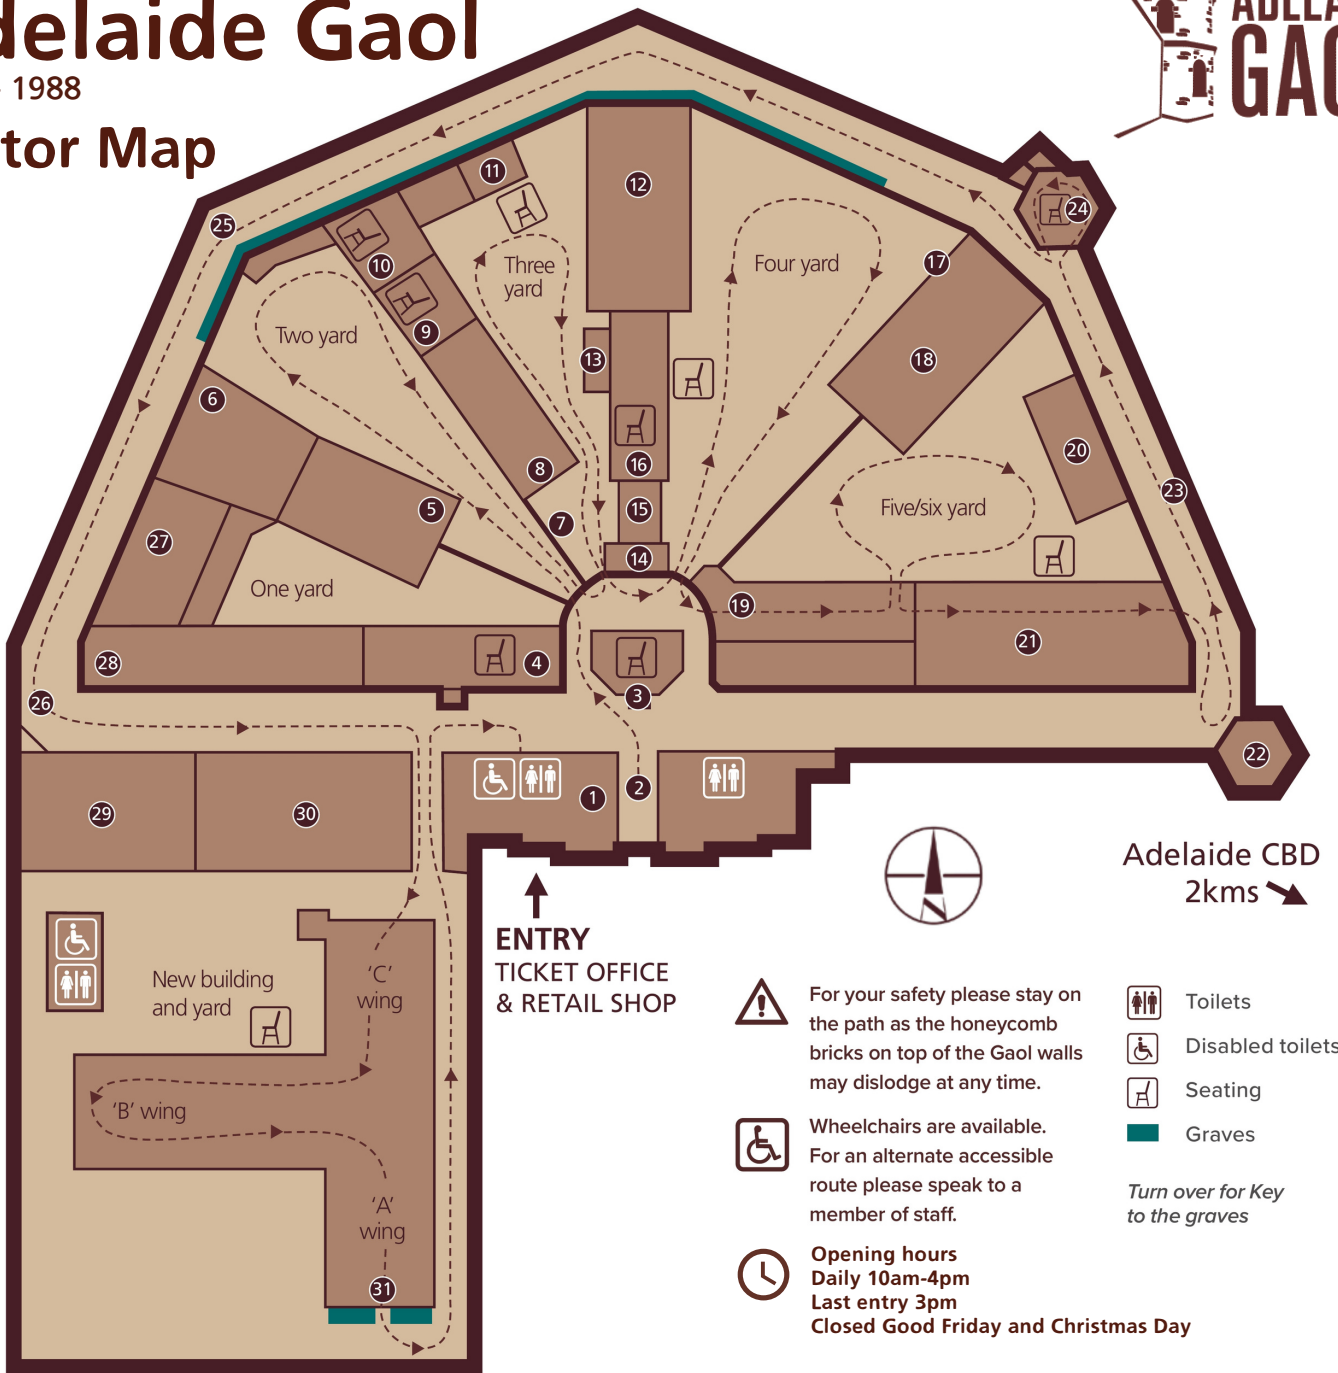 delaide Gaol
1988
tor Map
ADELA
GAO
25
11
12
24
10
Three
yard
Four yard
17
9
Two yard
13
18
6
8
16
20
5
7
15
Five/six yard
23
27
14
One yard
19
28
4
3
21
26
2
22
1
29
30
Adelaide CBD
2kms
ENTRY
TICKET OFFICE
& RETAIL SHOP
New building
and yard
'C'
wing
'B' wing
'A'
wing
31
For your safety please stay on
the path as the honeycomb
bricks on top of the Gaol walls
may dislodge at any time.
Wheelchairs are available.
For an alternate accessible
route please speak to a
member of staff.
Opening hours
Daily 10am-4pm
Last entry 3pm
Closed Good Friday and Christmas Day
Toilets
Disabled toilets
Seating
Graves
Turn over for Key
to the graves